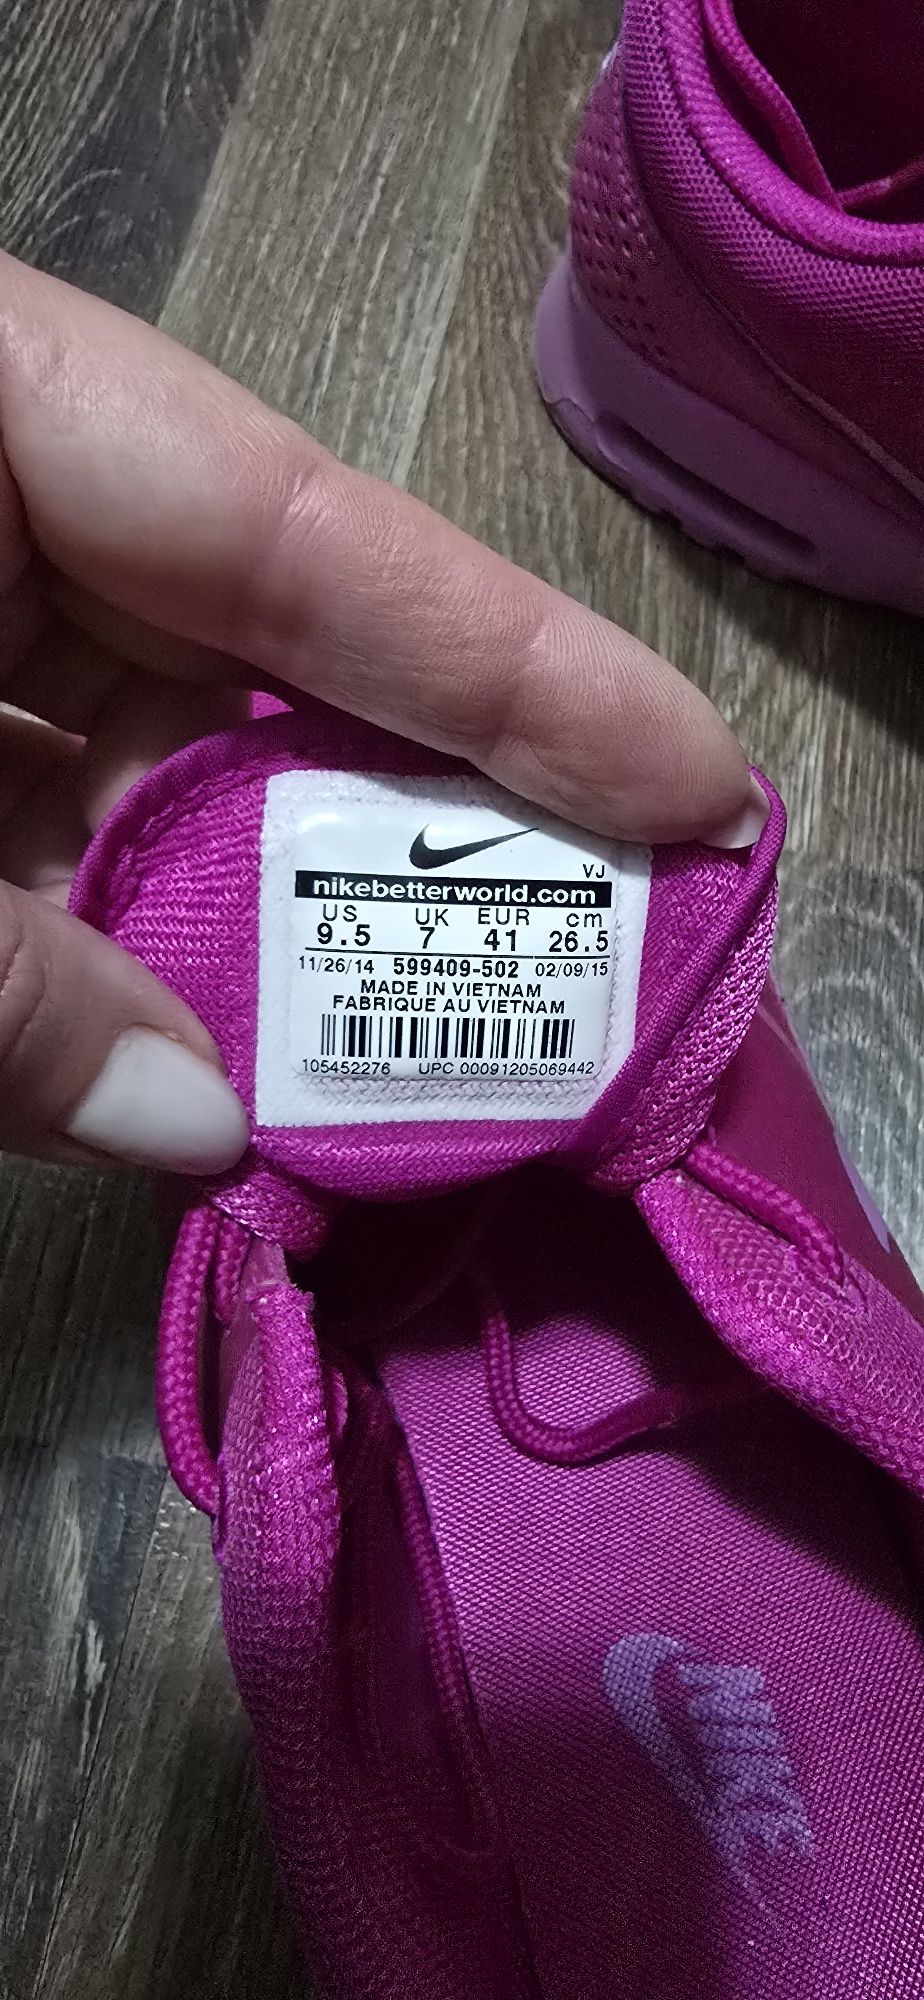 VJ
nikebetterworld.com
US UK EUR cm
9.5 7 41 26.5
11/26/14 599409-502 02/09/15
MADE IN VIETNAM
FABRIQUE AU VIETNAM
105452276 UPC 00091205069442
NIKE